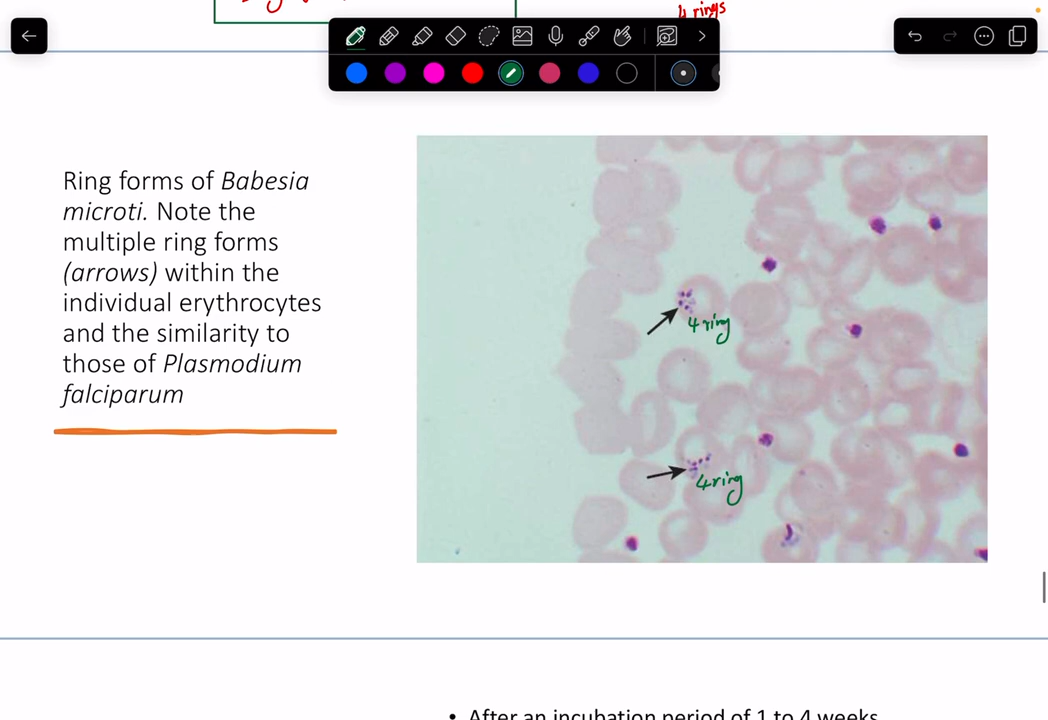 4 rings
Ring forms of Babesia
microti. Note the
multiple ring forms
(arrows) within the
individual erythrocytes
and the similarity to
those of Plasmodium
falciparum
4 ring
4 ring
• After an incubation period of 1 to 4 weeks